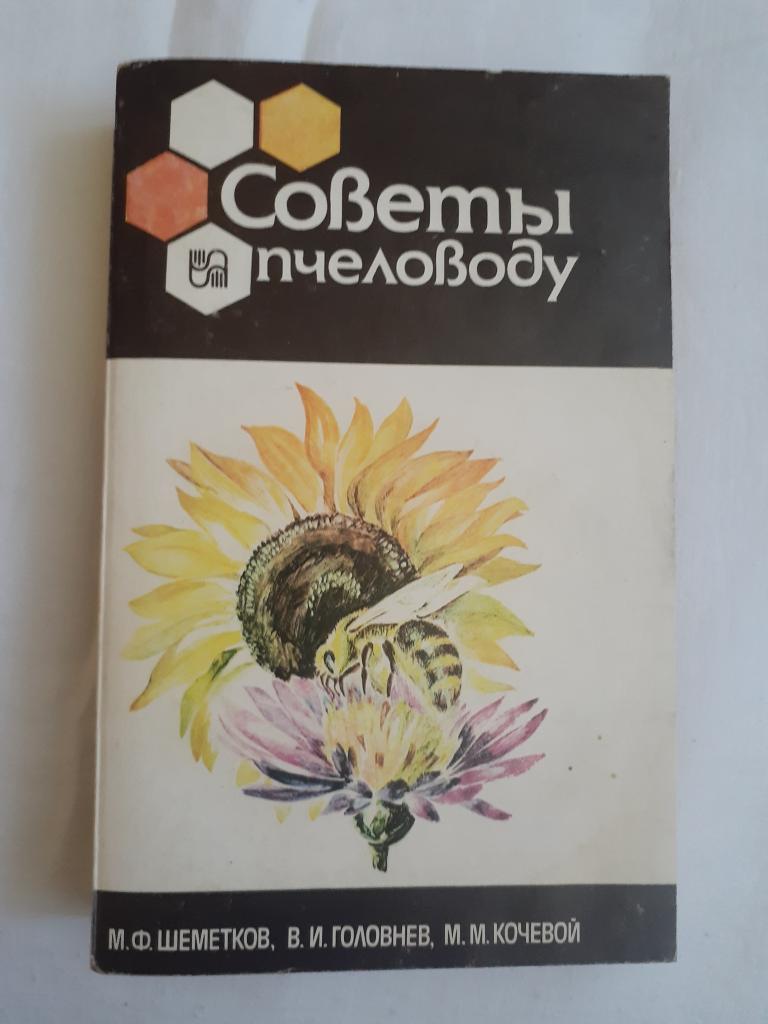 Советы
пчеловоду
М.Ф. ШЕМЕТКОВ, В.И. ГОЛОВНЕВ, М.М. КОЧЕВОЙ